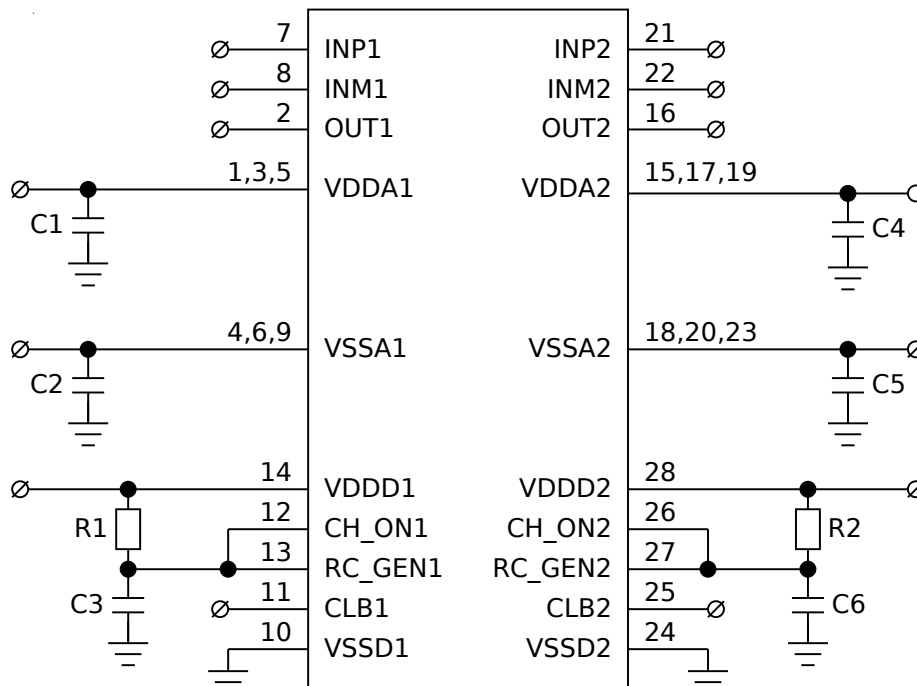 7 INP1 INP2 21
8 INM1 INM2 22
2 OUT1 OUT2 16
1,3,5 VDDA1 VDDA2 15,17,19
C1 C4
4,6,9 VSSA1 VSSA2 18,20,23
C2 C5
14 VDDD1 VDDD2 28
R1 12 CH_ON1 CH_ON2 26 R2
13 RC_GEN1 RC_GEN2 27
C3 11 CLB1 CLB2 25 C6
10 VSSD1 VSSD2 24